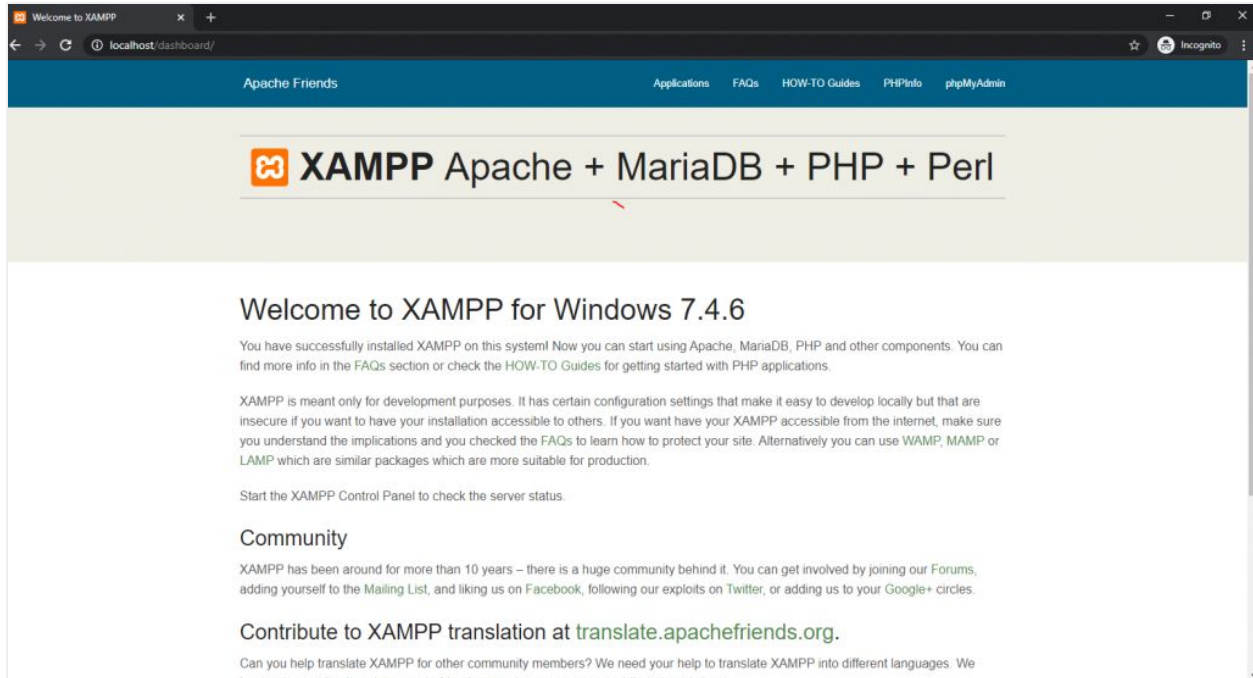 Welcome to XAMPP
localhost/dashboard/
Incognito
Apache Friends
Applications FAQs HOW-TO Guides PHPInfo phpMyAdmin
XAMPP Apache + MariaDB + PHP + Perl
Welcome to XAMPP for Windows 7.4.6
You have successfully installed XAMPP on this system! Now you can start using Apache, MariaDB, PHP and other components. You can
find more info in the FAQs section or check the HOW-TO Guides for getting started with PHP applications.
XAMPP is meant only for development purposes. It has certain configuration settings that make it easy to develop locally but that are
insecure if you want to have your installation accessible to others. If you want have your XAMPP accessible from the internet, make sure
you understand the implications and you checked the FAQs to learn how to protect your site. Alternatively you can use WAMP, MAMP or
LAMP which are similar packages which are more suitable for production.
Start the XAMPP Control Panel to check the server status.
Community
XAMPP has been around for more than 10 years – there is a huge community behind it. You can get involved by joining our Forums,
adding yourself to the Mailing List, and liking us on Facebook, following our exploits on Twitter, or adding us to your Google+ circles.
Contribute to XAMPP translation at translate.apachefriends.org.
Can you help translate XAMPP for other community members? We need your help to translate XAMPP into different languages. We